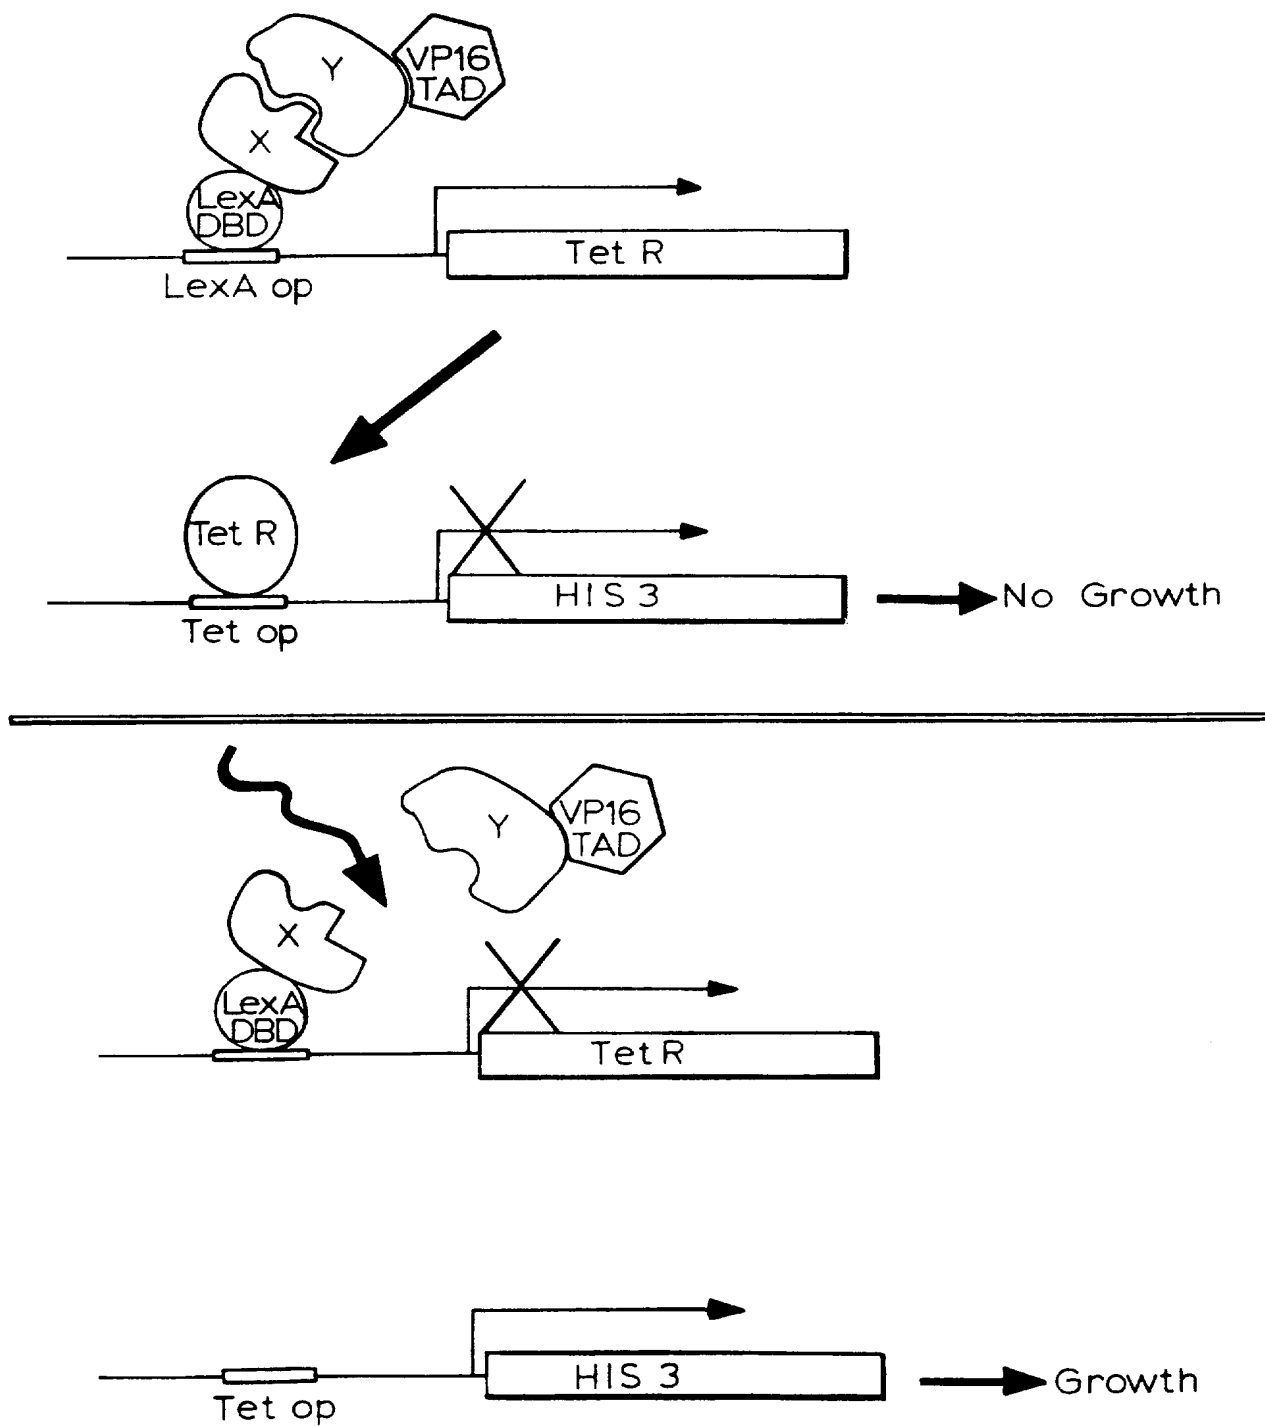 Y
VP16
TAD
X
LexA
DBD
Tet R
LexA op
Tet R
HIS 3
No Growth
Tet op
Y
VP16
TAD
X
LexA
DBD
Tet R
HIS 3
Growth
Tet op